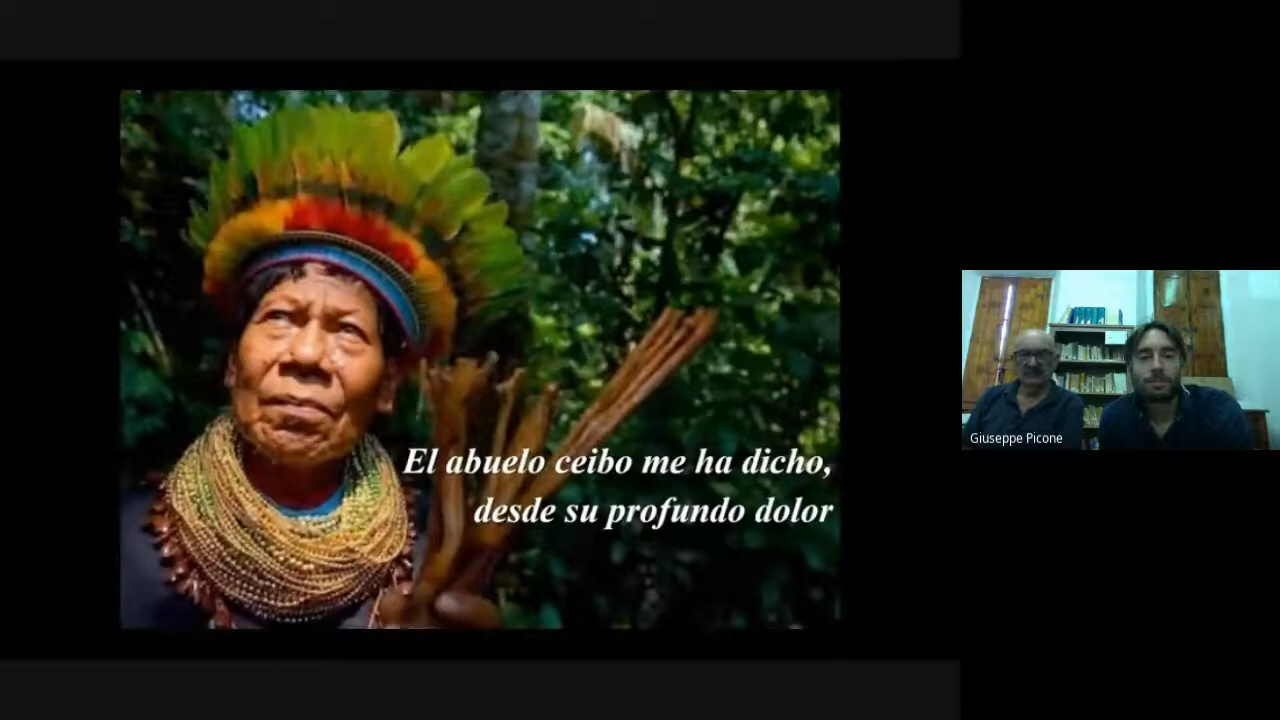 El abuelo ceibo me ha dicho,
desde su profundo dolor
Giuseppe Picone